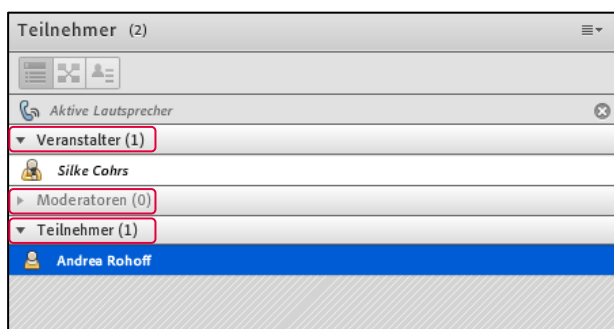 Teilnehmer (2)
Aktive Lautsprecher
Veranstalter (1)
Silke Cohrs
Moderatoren (0)
Teilnehmer (1)
Andrea Rohoff